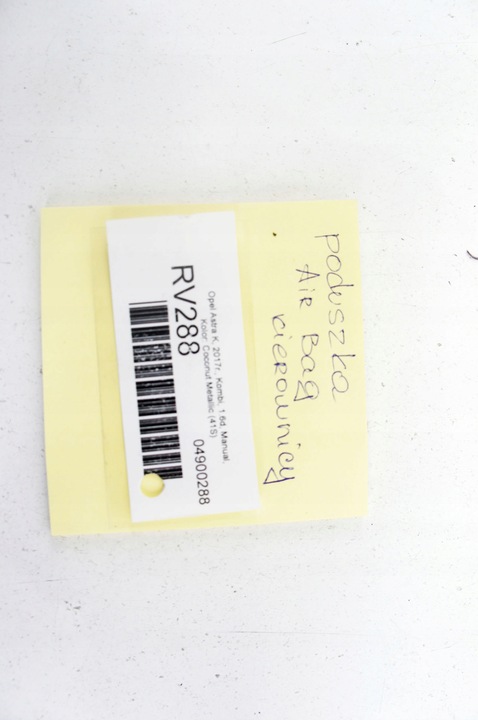 Poduszka
Air Bag
kierownicy
Opel Astra K, 2017r., Kombi, 1.6d, Manual,
Kolor: Coconut Metallic (41S)
RV288
04900288